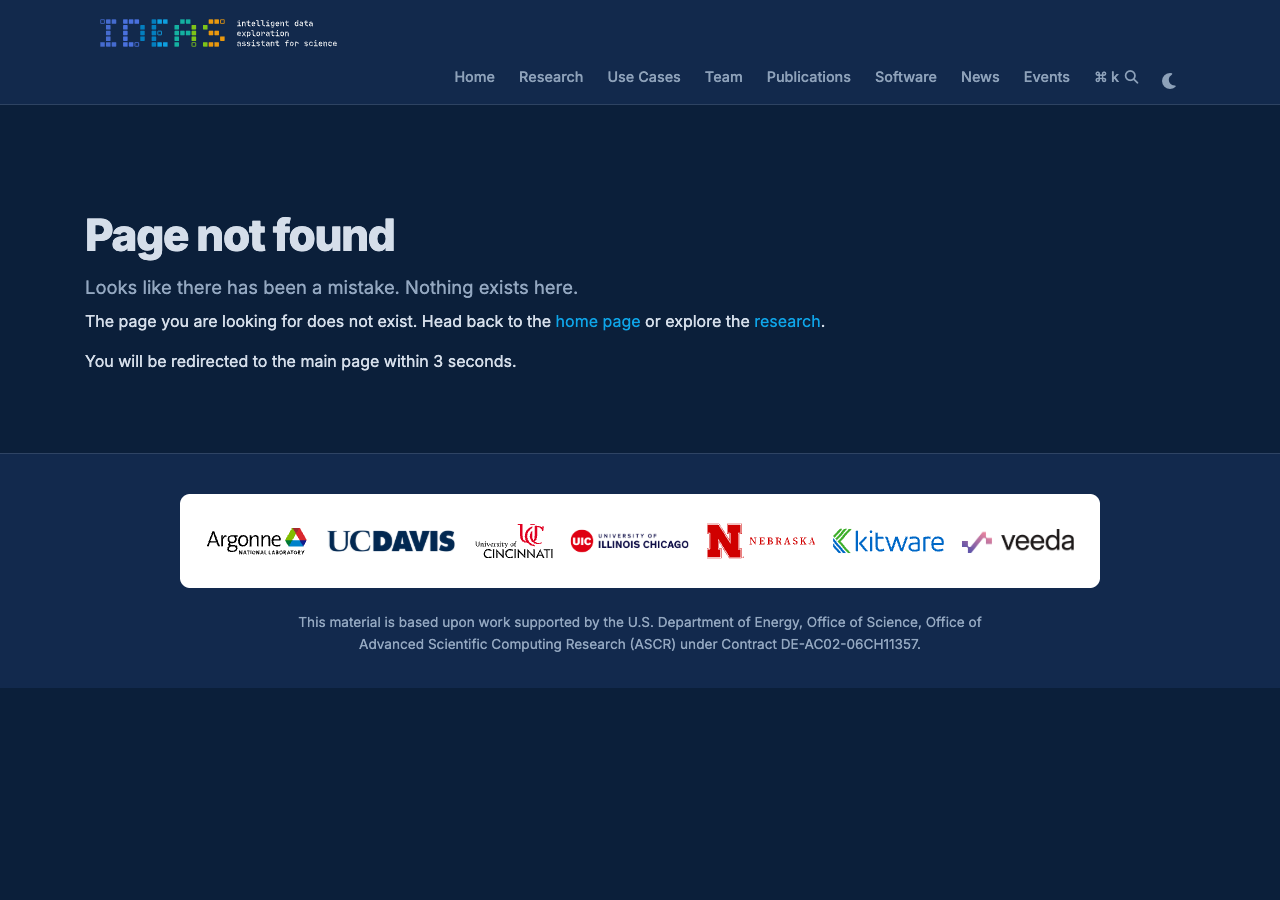 IDEAS
intelligent data
exploration
assistant for science
Home Research Use Cases Team Publications Software News Events ⌘ k
Page not found
Looks like there has been a mistake. Nothing exists here.
The page you are looking for does not exist. Head back to the home page or explore the research.
You will be redirected to the main page within 3 seconds.
Argonne
NATIONAL LABORATORY
UCDAVIS
UC
University of
CINCINNATI
UIC
UNIVERSITY OF
ILLINOIS CHICAGO
N
NEBRASKA
kitware
veeda
This material is based upon work supported by the U.S. Department of Energy, Office of Science, Office of
Advanced Scientific Computing Research (ASCR) under Contract DE-AC02-06CH11357.